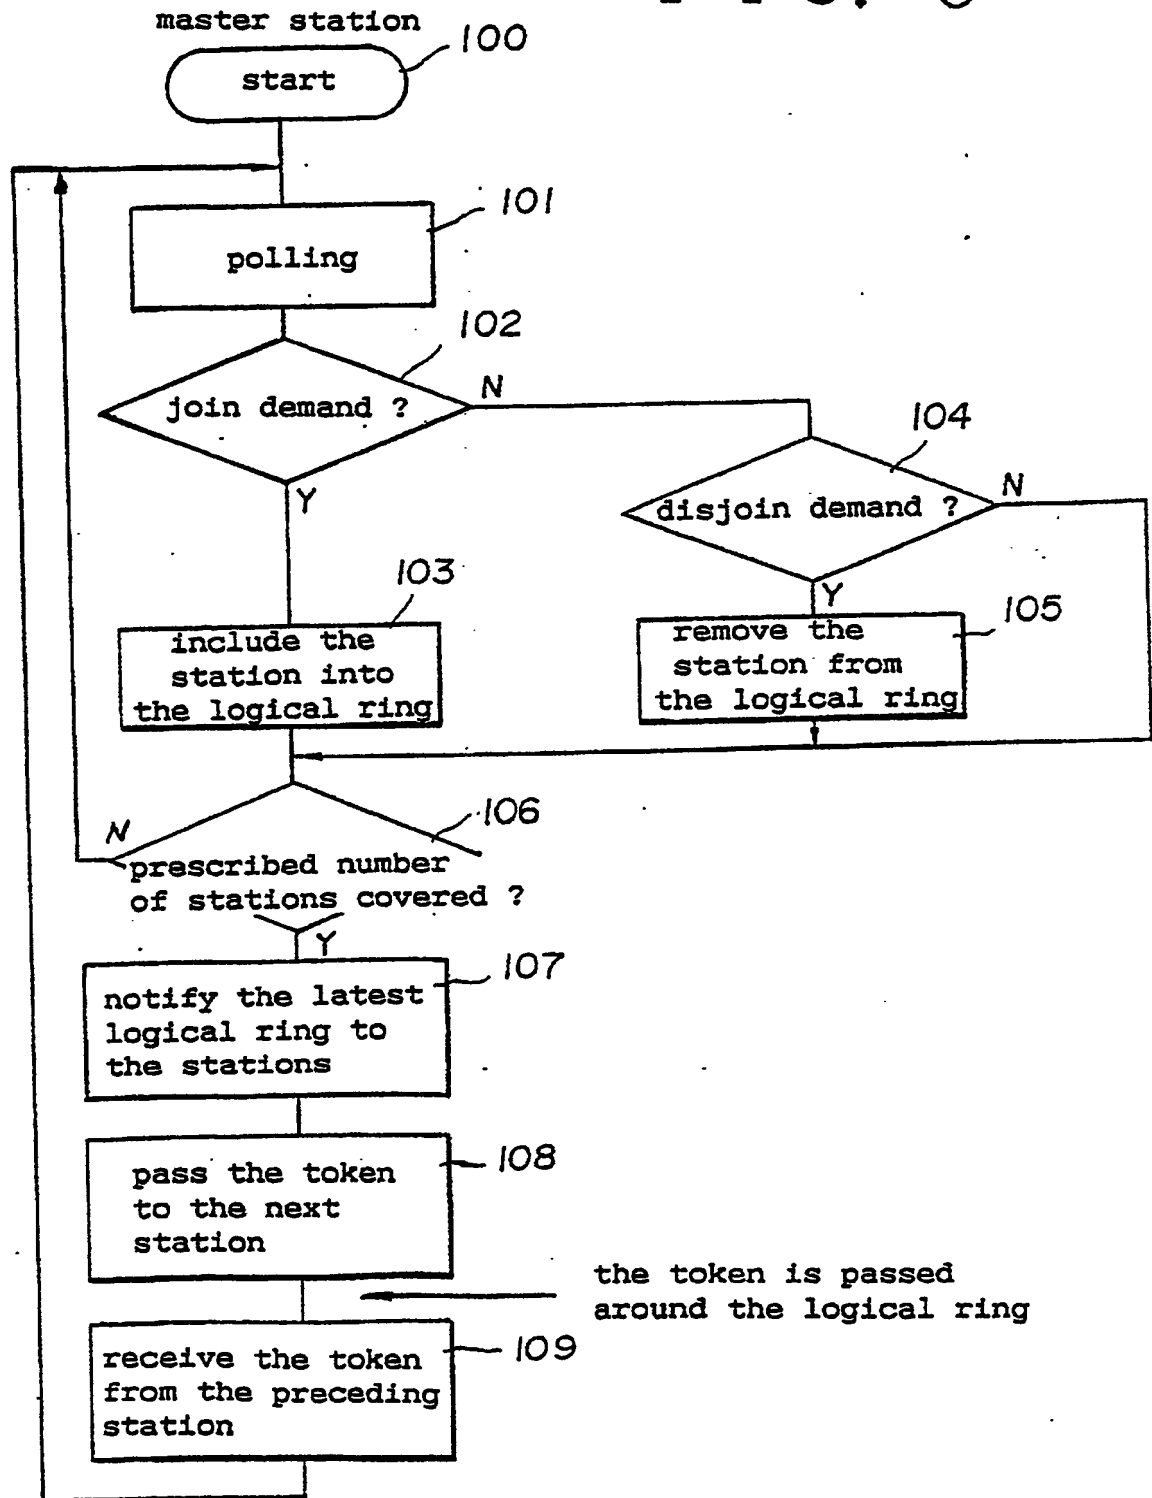 master station
100
start
101
polling
102
join demand ?
N
Y
104
disjoin demand ?
N
Y
103
include the
station into
the logical ring
105
remove the
station from
the logical ring
106
N
prescribed number
of stations covered ?
Y
107
notify the latest
logical ring to
the stations
108
pass the token
to the next
station
the token is passed
around the logical ring
109
receive the token
from the preceding
station